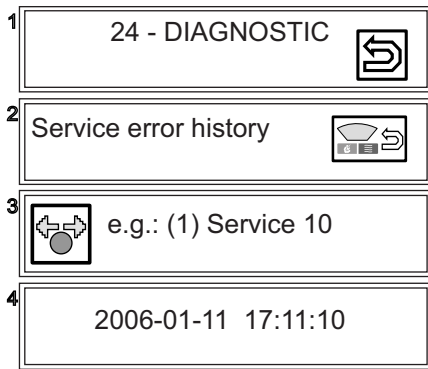 1
24 - DIAGNOSTIC
2
Service error history
3
e.g.: (1) Service 10
4
2006-01-11 17:11:10